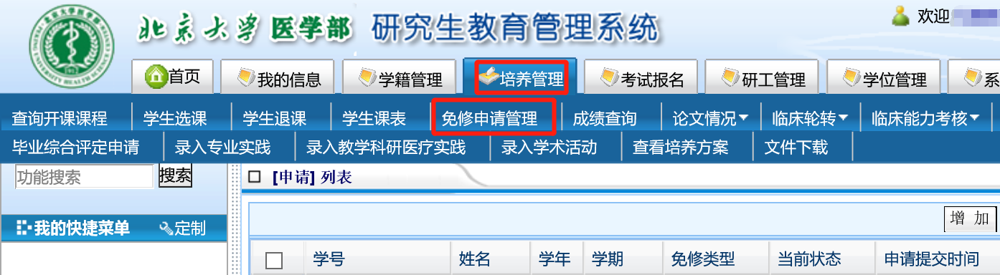 北京大学医学部 研究生教育管理系统 欢迎
首页 我的信息 学籍管理 培养管理 考试报名 研工管理 学位管理 系
查询开课课程 学生选课 学生退课 学生课表 免修申请管理 成绩查询 论文情况 临床轮转 临床能力考核
毕业综合评定申请 录入专业实践 录入教学科研医疗实践 录入学术活动 查看培养方案 文件下载
功能搜索 搜索 [申请] 列表
增 加
我的快捷菜单 定制
学号 姓名 学年 学期 免修类型 当前状态 申请提交时间